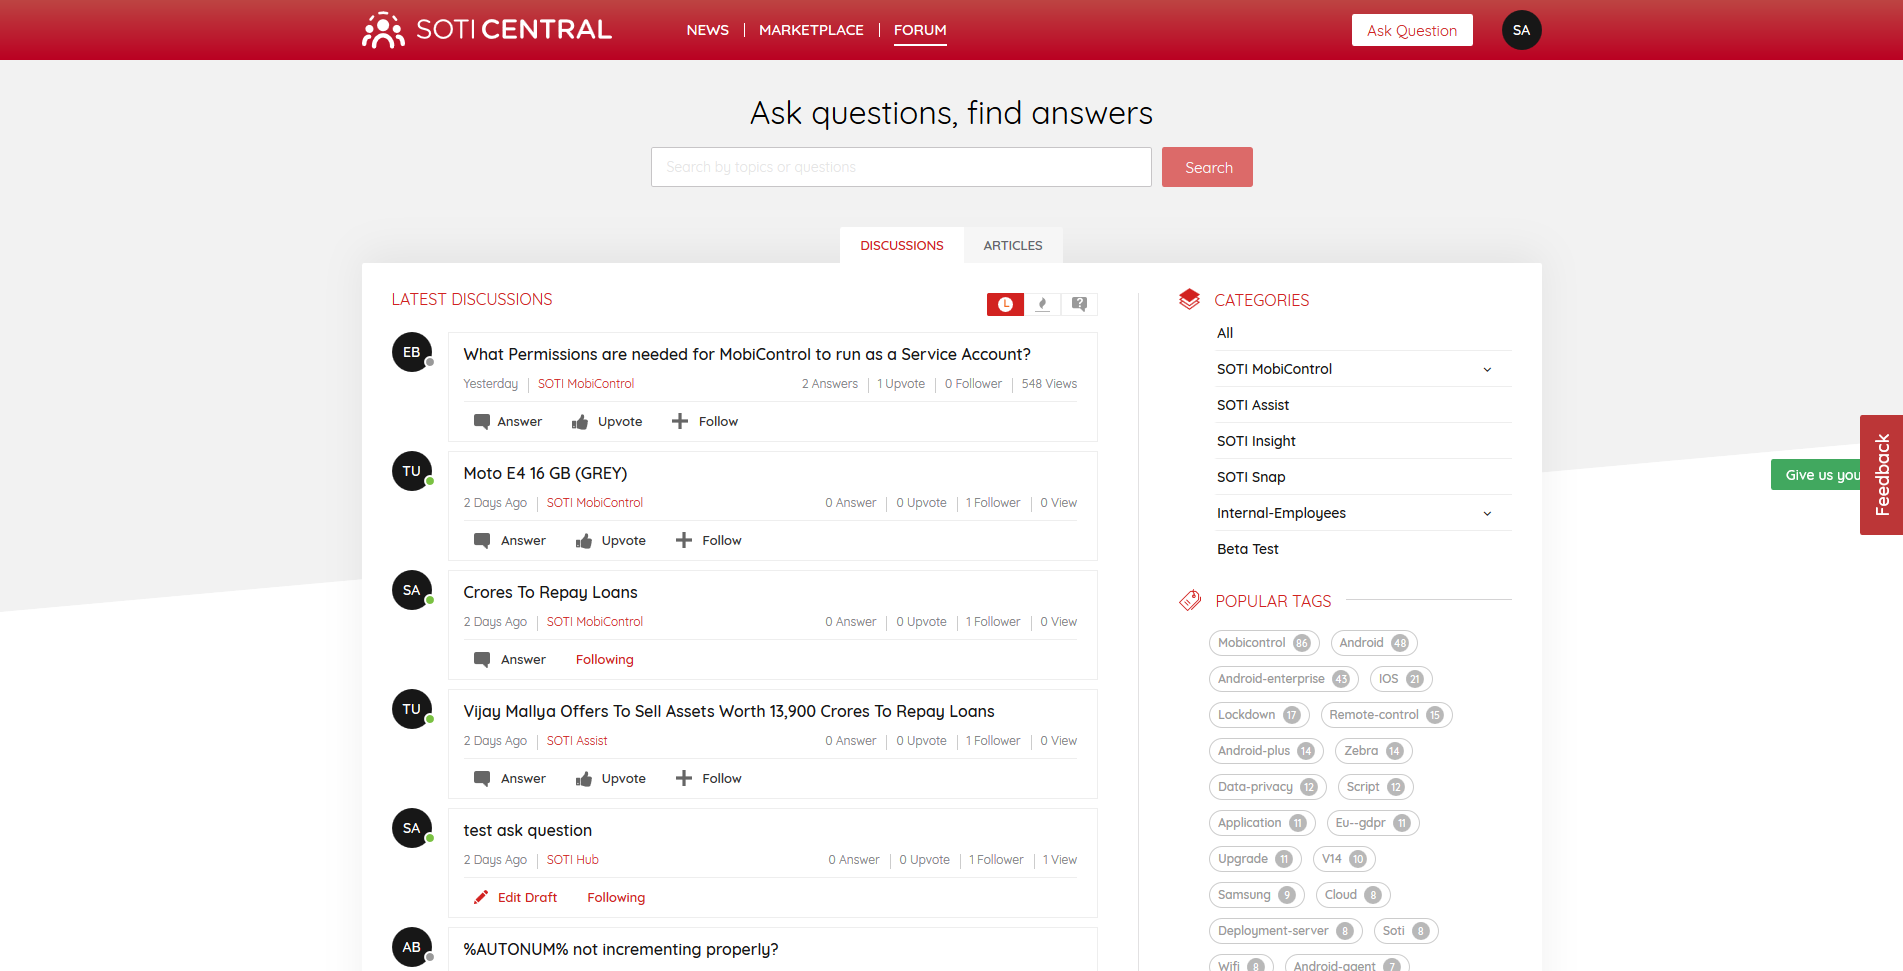 SOTI CENTRAL
NEWS
MARKETPLACE
FORUM
Ask Question
SA
Ask questions, find answers
Search by topics or questions
Search
DISCUSSIONS
ARTICLES
LATEST DISCUSSIONS
EB
What Permissions are needed for MobiControl to run as a Service Account?
Yesterday SOTI MobiControl 2 Answers 1 Upvote 0 Follower 548 Views
Answer Upvote Follow
TU
Moto E4 16 GB (GREY)
2 Days Ago SOTI MobiControl 0 Answer 0 Upvote 1 Follower 0 View
Answer Upvote Follow
SA
Crores To Repay Loans
2 Days Ago SOTI MobiControl 0 Answer 0 Upvote 1 Follower 0 View
Answer Following
TU
Vijay Mallya Offers To Sell Assets Worth 13,900 Crores To Repay Loans
2 Days Ago SOTI Assist 0 Answer 0 Upvote 1 Follower 0 View
Answer Upvote Follow
SA
test ask question
2 Days Ago SOTI Hub 0 Answer 0 Upvote 1 Follower 1 View
Edit Draft Following
AB
%AUTONUM% not incrementing properly?
CATEGORIES
All
SOTI MobiControl
SOTI Assist
SOTI Insight
SOTI Snap
Internal-Employees
Beta Test
POPULAR TAGS
Mobicontrol 86 Android 48
Android-enterprise 43 IOS 21
Lockdown 17 Remote-control 15
Android-plus 14 Zebra 14
Data-privacy 12 Script 12
Application 11 Eu--gdpr 11
Upgrade 11 V14 10
Samsung 9 Cloud 8
Deployment-server 8 Soti 8
Wifi 8 Android-agent 7
Give us you
Feedback